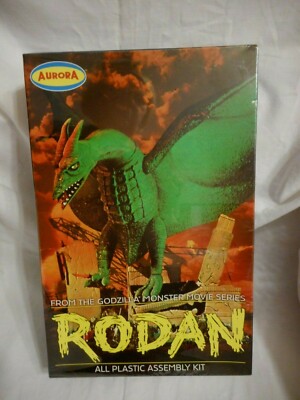 AURORA
FROM THE GODZILLA MONSTER MOVIE SERIES
RODAN
ALL PLASTIC ASSEMBLY KIT